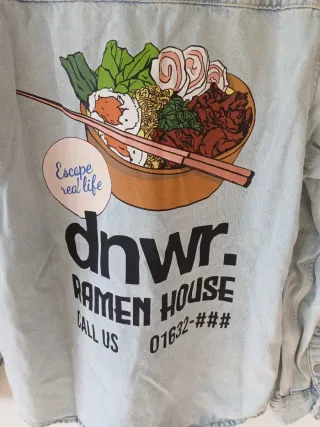 Escape
real life
dnwr.
RAMEN HOUSE
CALL US 01632-###